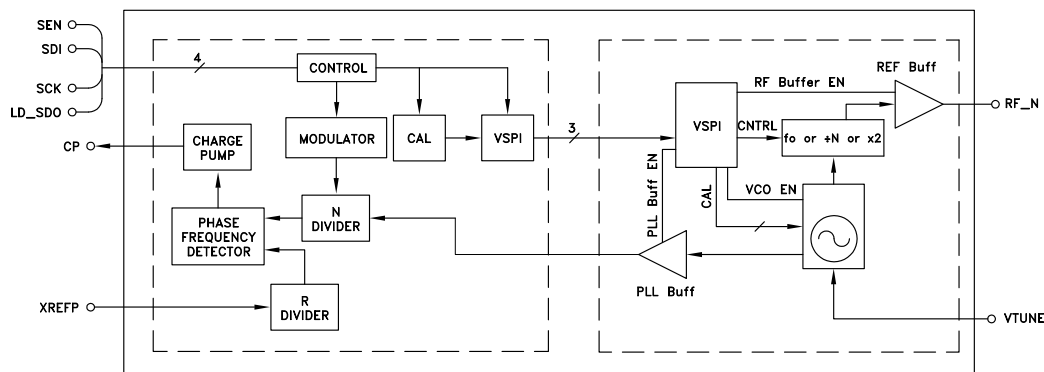 SEN
SDI
SCK
LD_SDO
CP
XREFP
4
CONTROL
MODULATOR
CAL
VSPI
CHARGE
PUMP
N
DIVIDER
PHASE
FREQUENCY
DETECTOR
R
DIVIDER
3
VSPI
RF Buffer EN
CNTRL
REF Buff
fo or ÷N or x2
RF_N
PLL Buff EN
CAL
VCO EN
PLL Buff
VTUNE